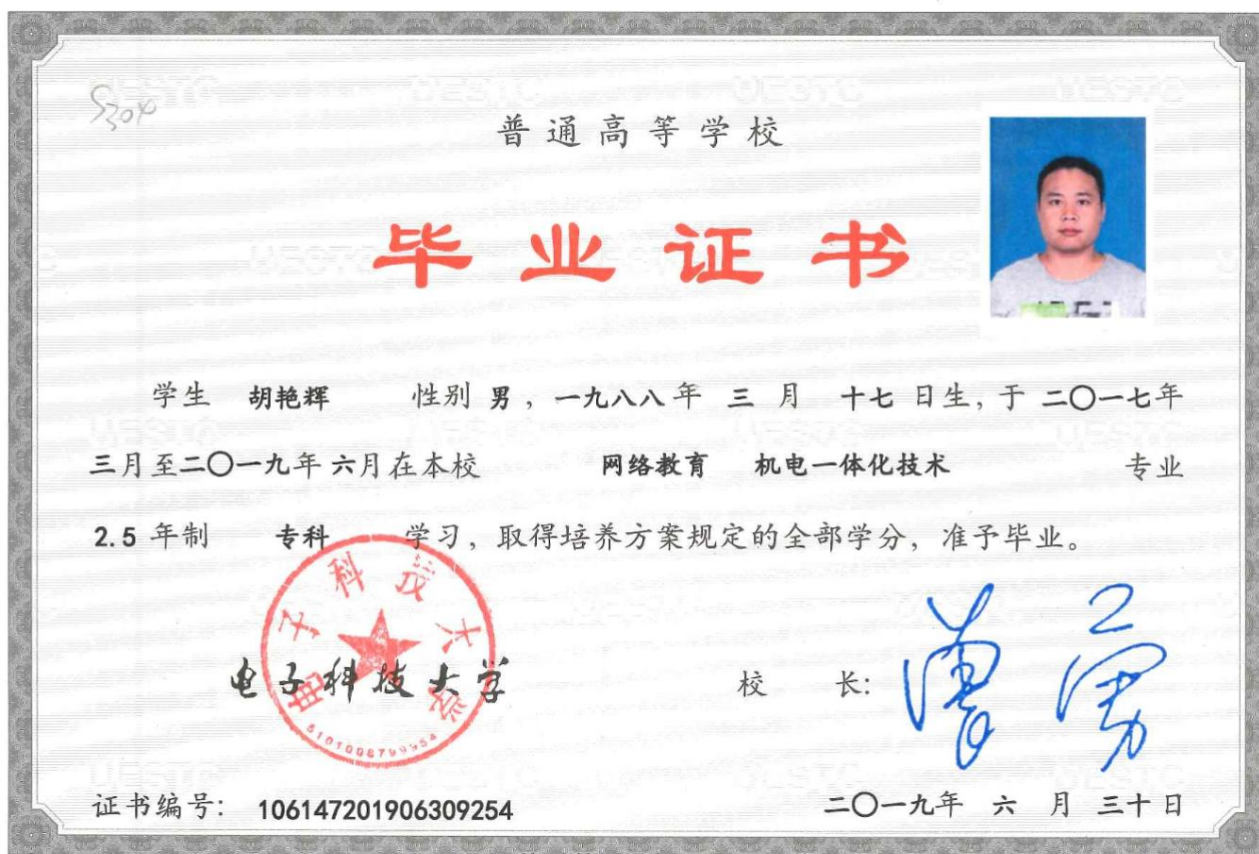 普通高等学校
毕业证书
学生 胡艳辉 性别 男，一九八八年 三 月 十七 日生，于 二〇一七年
三月至二〇一九年六月在本校 网络教育 机电一体化技术 专业
2.5 年制 专科 学习，取得培养方案规定的全部学分，准予毕业。
电子科技大学
校 长：
证书编号： 106147201906309254
二〇一九年 六 月 三十日